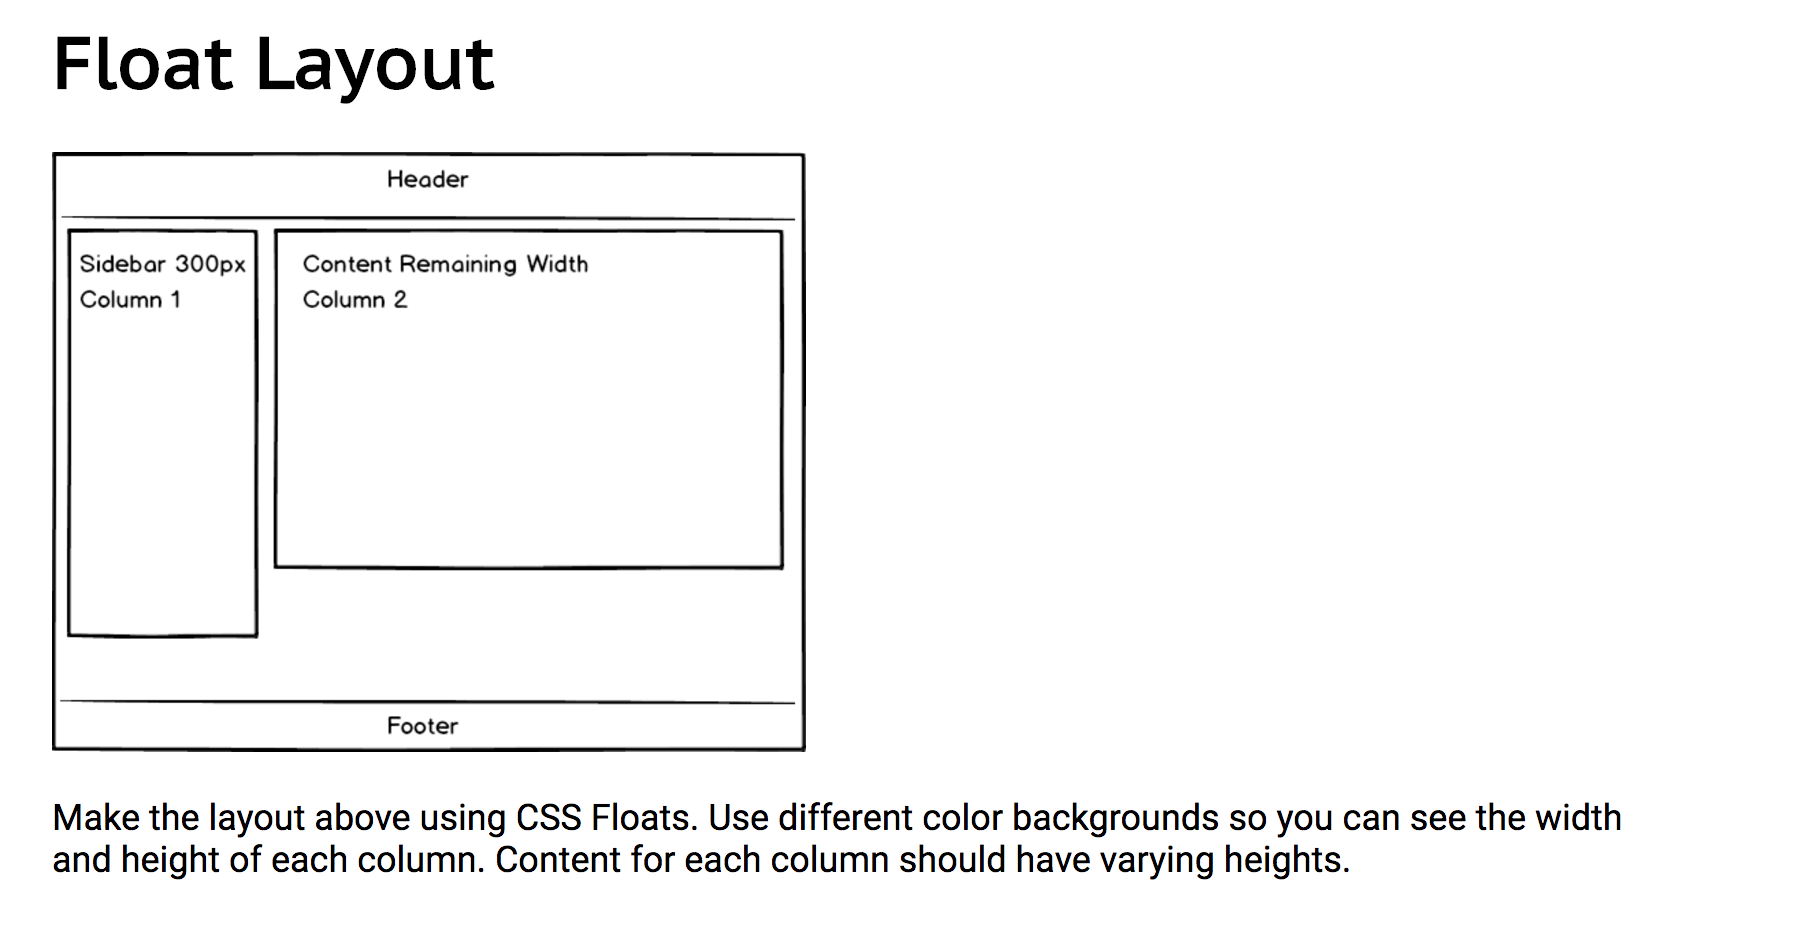 Float Layout
Header
Sidebar 300px
Column 1
Content Remaining Width
Column 2
Footer
Make the layout above using CSS Floats. Use different color backgrounds so you can see the width
and height of each column. Content for each column should have varying heights.